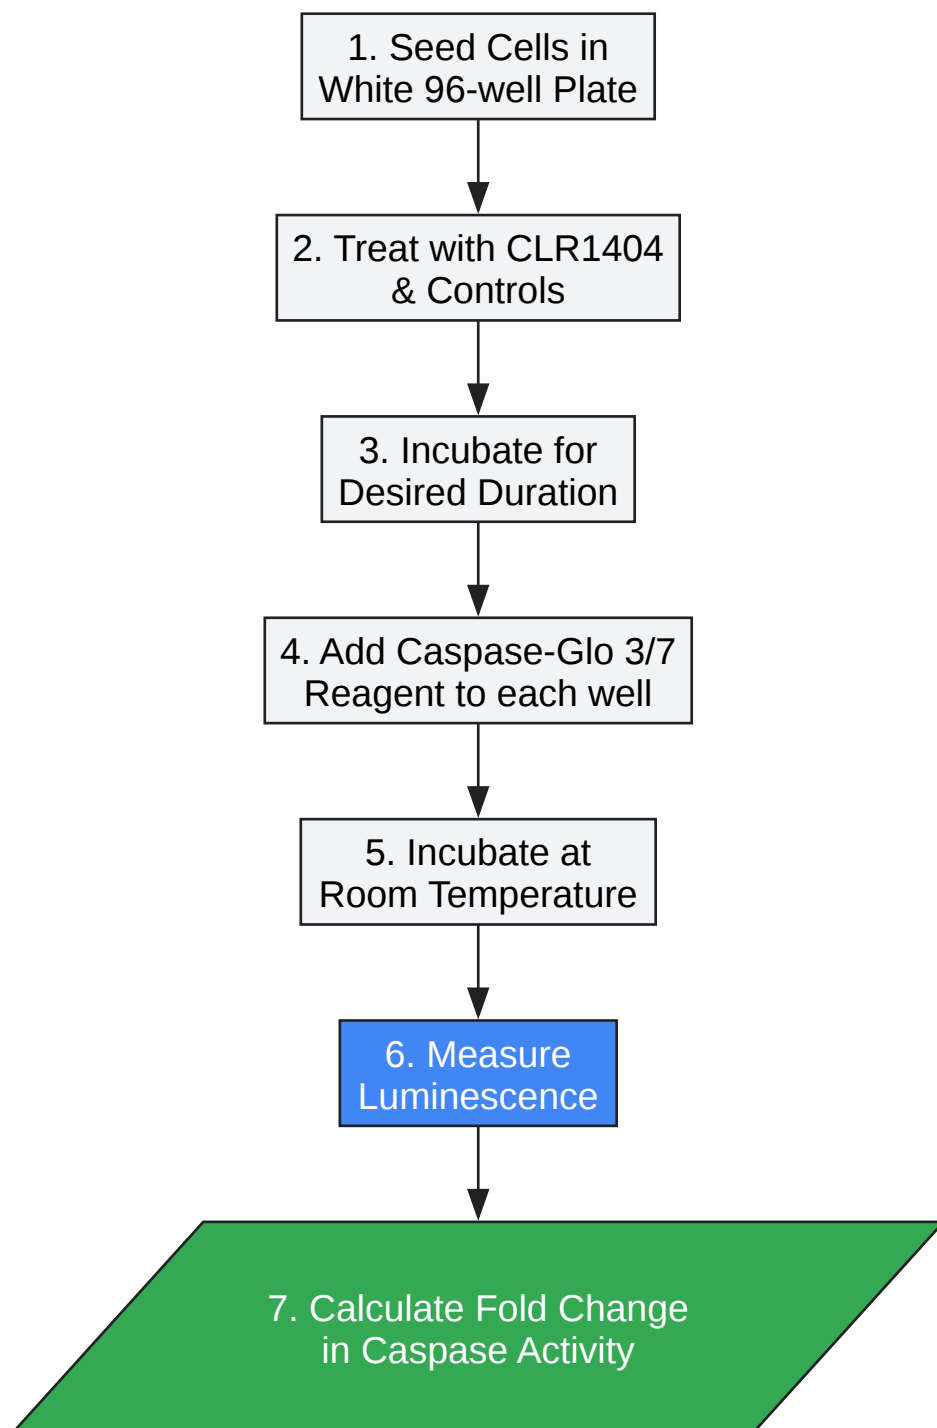 1. Seed Cells in
White 96-well Plate
2. Treat with CLR1404
& Controls
3. Incubate for
Desired Duration
4. Add Caspase-Glo 3/7
Reagent to each well
5. Incubate at
Room Temperature
6. Measure
Luminescence
7. Calculate Fold Change
in Caspase Activity